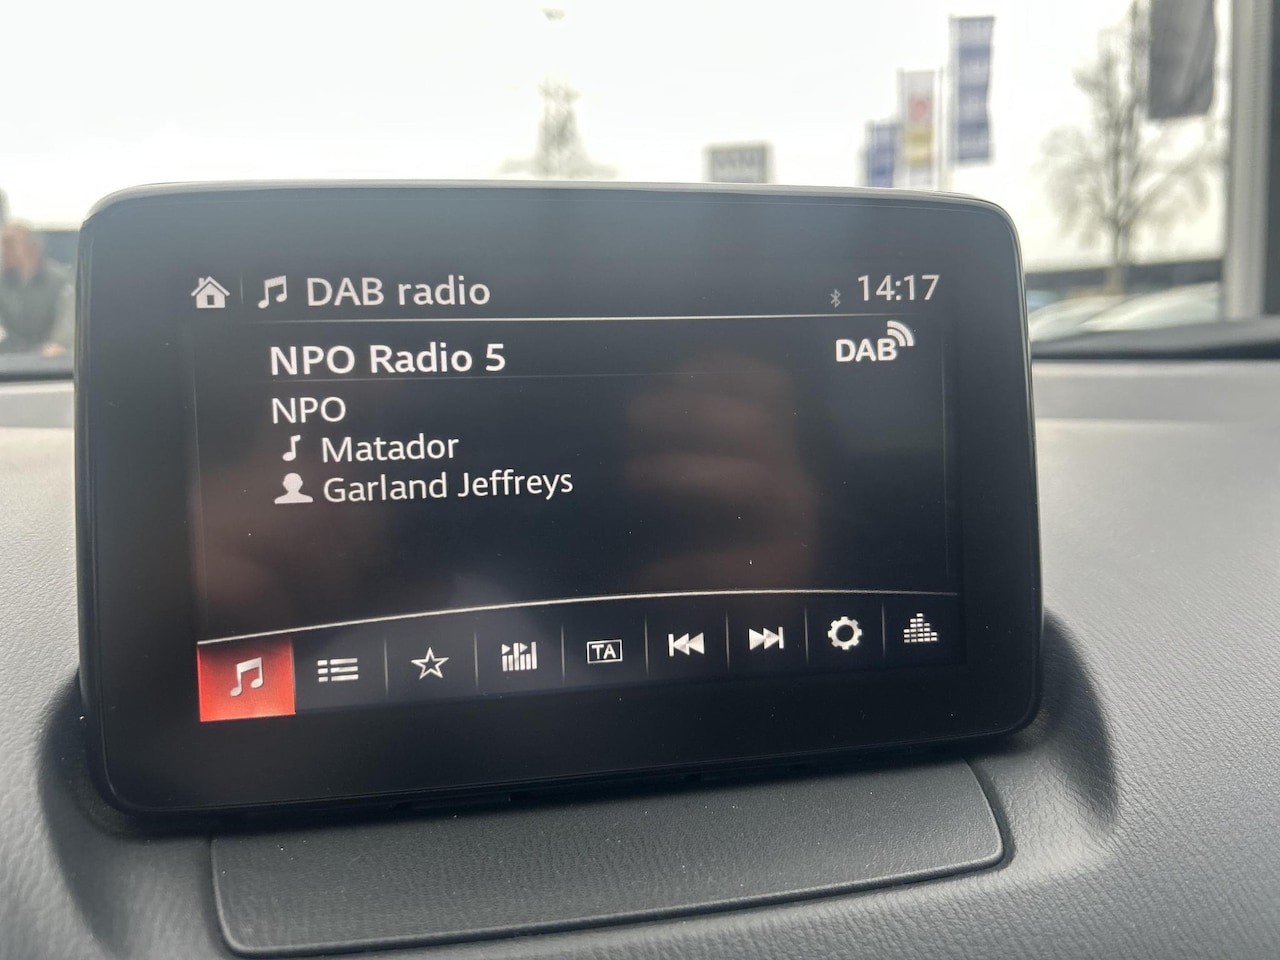 DAB radio 14:17
NPO Radio 5 DAB
NPO
Matador
Garland Jeffreys
TA